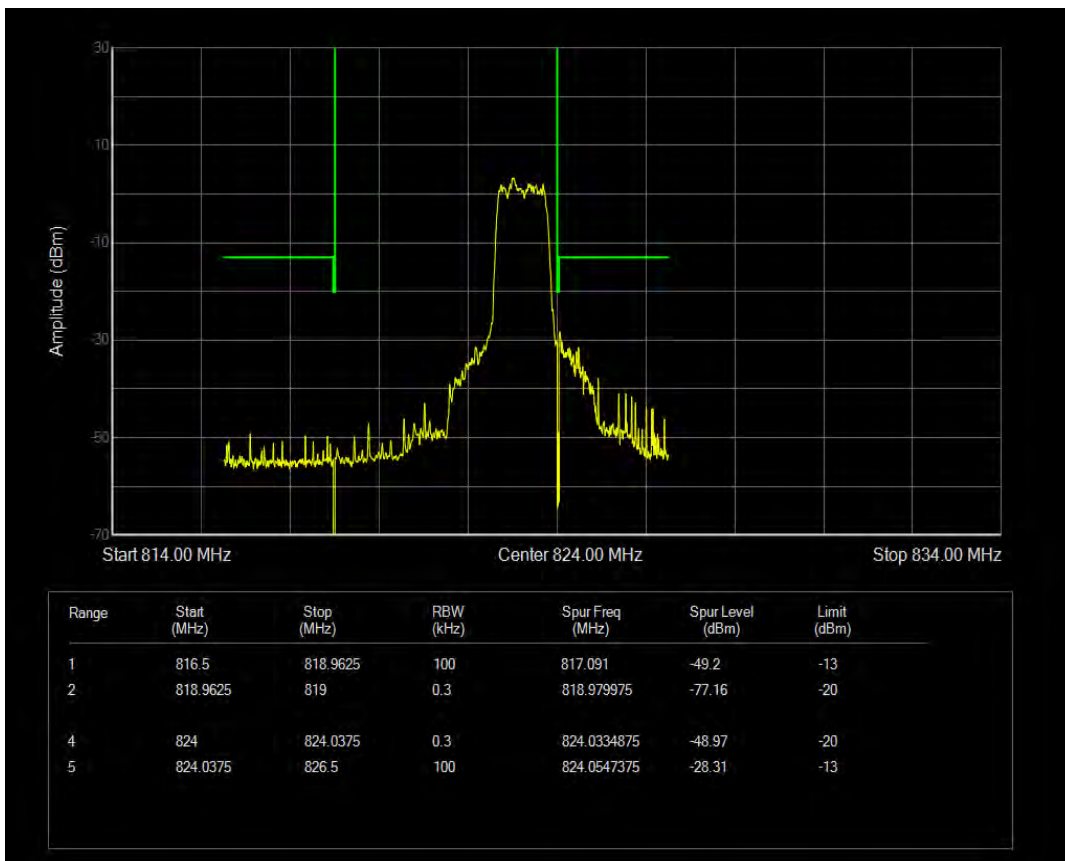 30
10
-10
-30
-50
-70
Amplitude (dBm)
Start 814.00 MHz Center 824.00 MHz Stop 834.00 MHz
Range Start (MHz) Stop (MHz) RBW (kHz) Spur Freq (MHz) Spur Level (dBm) Limit (dBm)
1 816.5 818.9625 100 817.091 -49.2 -13
2 818.9625 819 0.3 818.979975 -77.16 -20
4 824 824.0375 0.3 824.0334875 -48.97 -20
5 824.0375 826.5 100 824.0547375 -28.31 -13